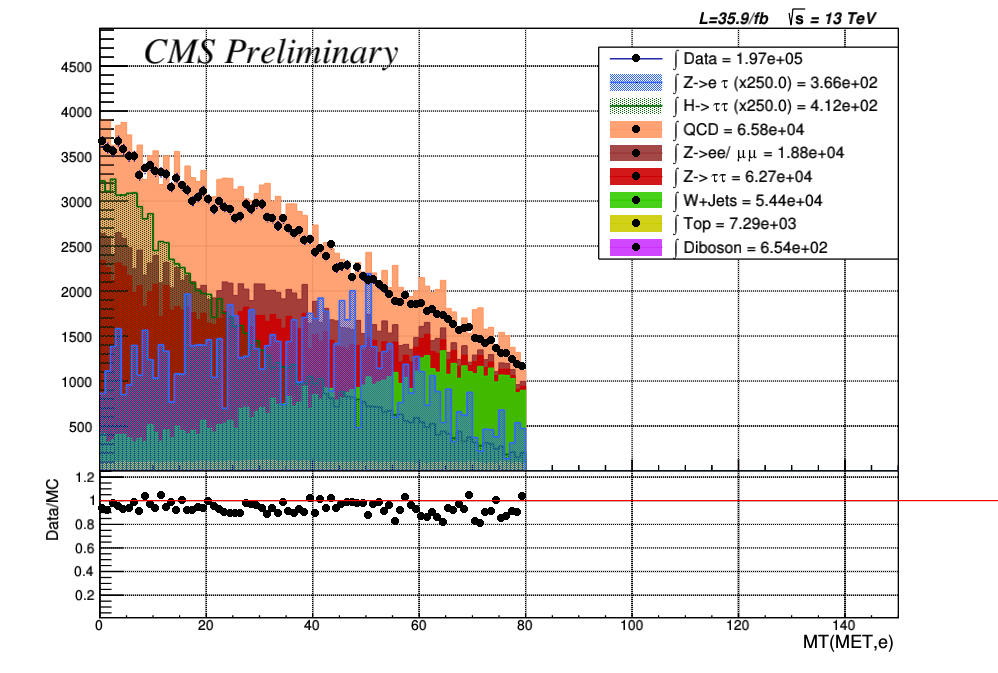 L=35.9/fb √s = 13 TeV
CMS Preliminary
∫ Data = 1.97e+05
∫ Z->e τ (x250.0) = 3.66e+02
∫ H-> ττ (x250.0) = 4.12e+02
∫ QCD = 6.58e+04
∫ Z->ee/ μμ = 1.88e+04
∫ Z-> ττ = 6.27e+04
∫ W+Jets = 5.44e+04
∫ Top = 7.29e+03
∫ Diboson = 6.54e+02
4500
4000
3500
3000
2500
2000
1500
1000
500
1.2
1
0.8
0.6
0.4
0.2
Data/MC
0 20 40 60 80 100 120 140
MT(MET,e)